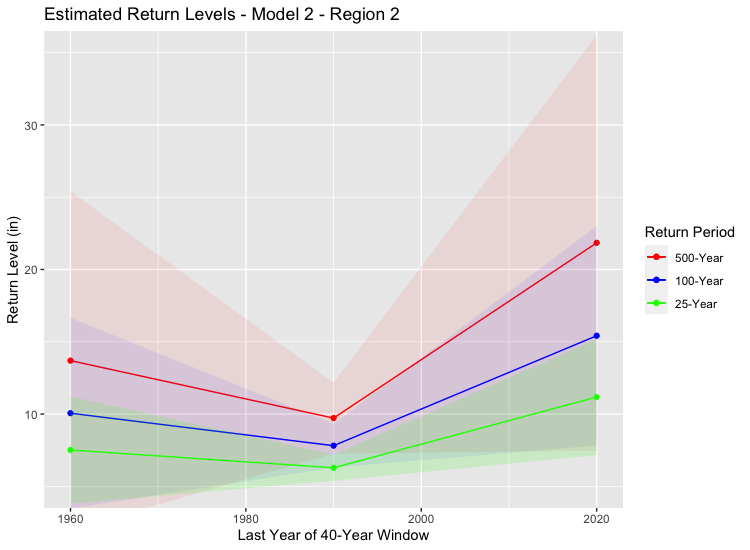 Estimated Return Levels - Model 2 - Region 2
Return Level (in)
30
20
10
1960
1980
2000
2020
Last Year of 40-Year Window
Return Period
500-Year
100-Year
25-Year